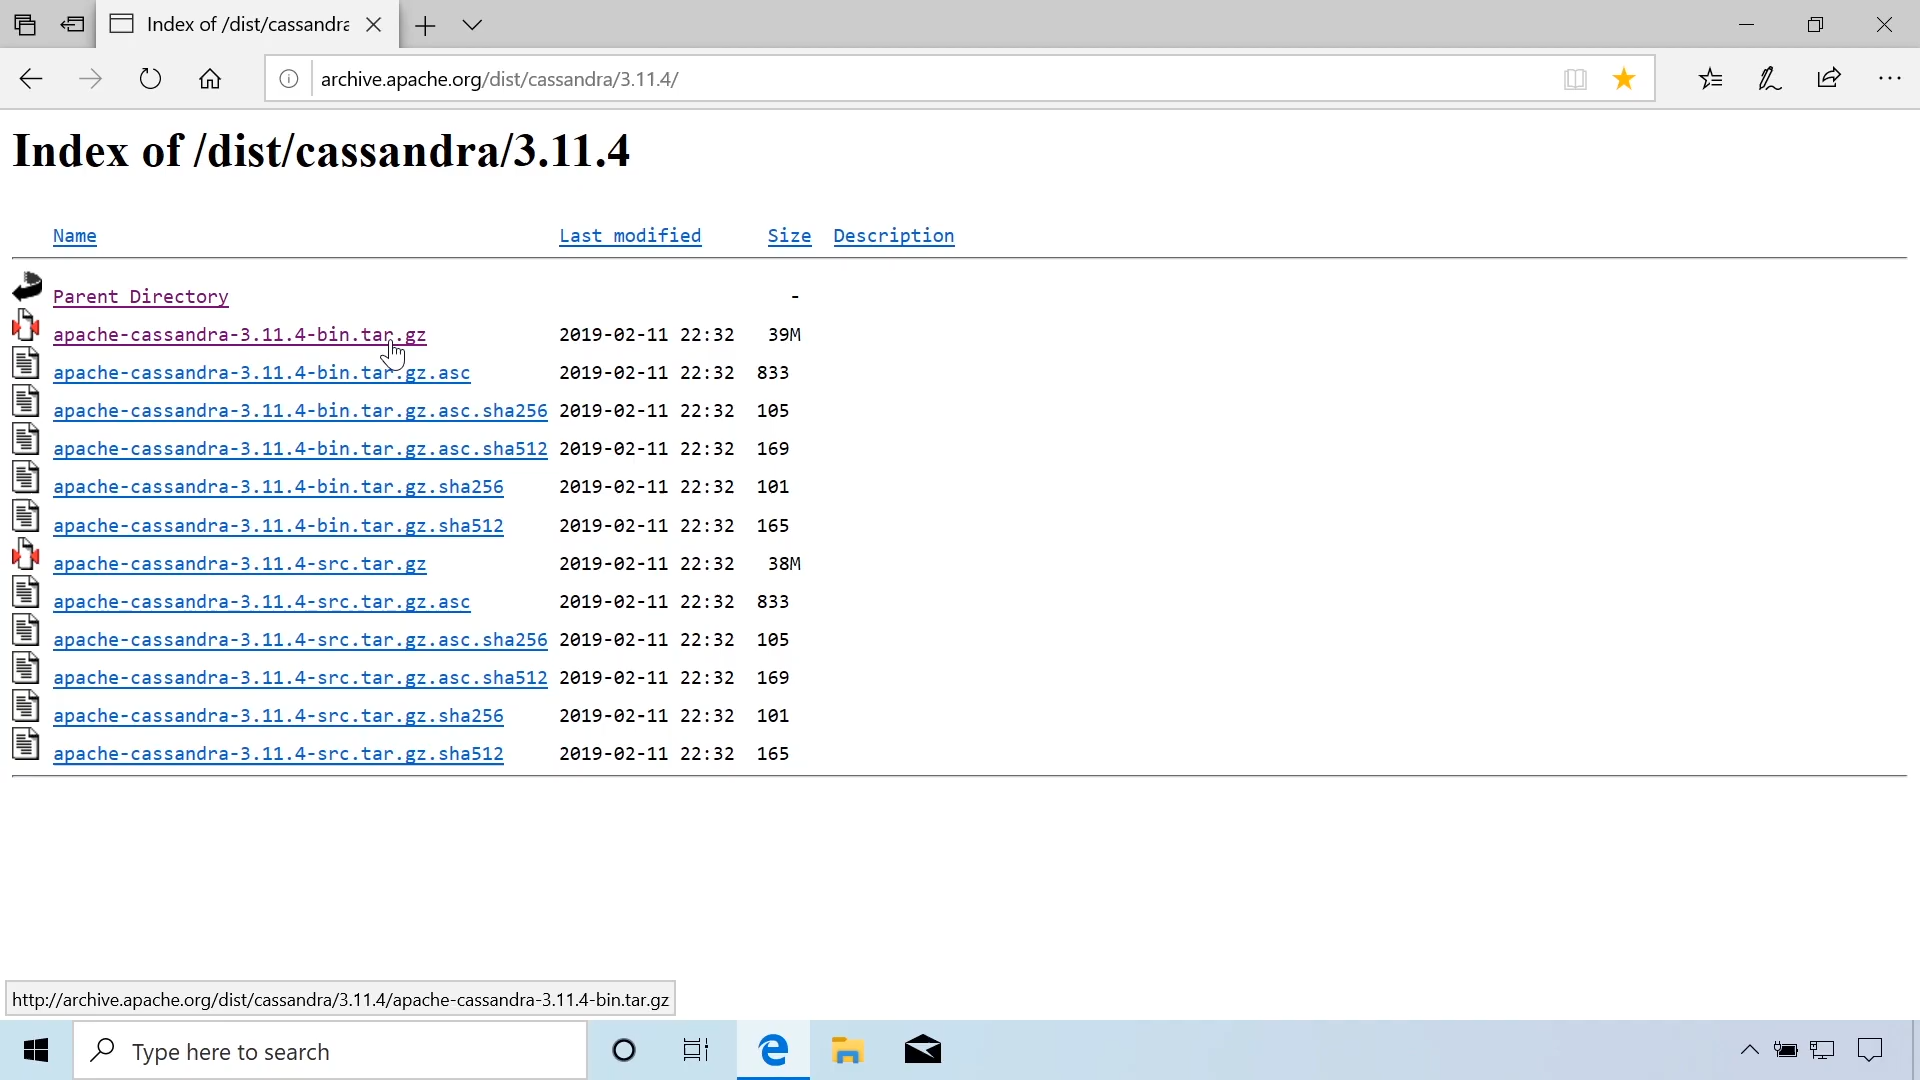 Index of /dist/cassandra
archive.apache.org/dist/cassandra/3.11.4/
Index of /dist/cassandra/3.11.4
Name Last modified Size Description
Parent Directory -
apache-cassandra-3.11.4-bin.tar.gz 2019-02-11 22:32 39M
apache-cassandra-3.11.4-bin.tar.gz.asc 2019-02-11 22:32 833
apache-cassandra-3.11.4-bin.tar.gz.asc.sha256 2019-02-11 22:32 105
apache-cassandra-3.11.4-bin.tar.gz.asc.sha512 2019-02-11 22:32 169
apache-cassandra-3.11.4-bin.tar.gz.sha256 2019-02-11 22:32 101
apache-cassandra-3.11.4-bin.tar.gz.sha512 2019-02-11 22:32 165
apache-cassandra-3.11.4-src.tar.gz 2019-02-11 22:32 38M
apache-cassandra-3.11.4-src.tar.gz.asc 2019-02-11 22:32 833
apache-cassandra-3.11.4-src.tar.gz.asc.sha256 2019-02-11 22:32 105
apache-cassandra-3.11.4-src.tar.gz.asc.sha512 2019-02-11 22:32 169
apache-cassandra-3.11.4-src.tar.gz.sha256 2019-02-11 22:32 101
apache-cassandra-3.11.4-src.tar.gz.sha512 2019-02-11 22:32 165
http://archive.apache.org/dist/cassandra/3.11.4/apache-cassandra-3.11.4-bin.tar.gz
Type here to search